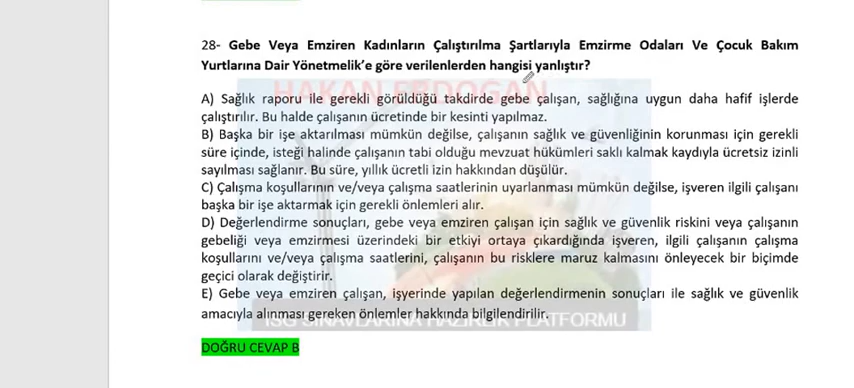 28- Gebe Veya Emziren Kadınların Çalıştırılma Şartlarıyla Emzirme Odaları Ve Çocuk Bakım
Yurtlarına Dair Yönetmelik’e göre verilenlerden hangisi yanlıştır?
HAKAN ERDOĞAN
A) Sağlık raporu ile gerekli görüldüğü takdirde gebe çalışan, sağlığına uygun daha hafif işlerde
çalıştırılır. Bu halde çalışanın ücretinde bir kesinti yapılmaz.
B) Başka bir işe aktarılması mümkün değilse, çalışanın sağlık ve güvenliğinin korunması için gerekli
süre içinde, isteği halinde çalışanın tabi olduğu mevzuat hükümleri saklı kalmak kaydıyla ücretsiz izinli
sayılması sağlanır. Bu süre, yıllık ücretli izin hakkından düşülür.
C) Çalışma koşullarının ve/veya çalışma saatlerinin uyarlanması mümkün değilse, işveren ilgili çalışanı
başka bir işe aktarmak için gerekli önlemleri alır.
D) Değerlendirme sonuçları, gebe veya emziren çalışan için sağlık ve güvenlik riskini veya çalışanın
gebeliği veya emzirmesi üzerindeki bir etkiyi ortaya çıkardığında işveren, ilgili çalışanın çalışma
koşullarını ve/veya çalışma saatlerini, çalışanın bu risklere maruz kalmasını önleyecek bir biçimde
geçici olarak değiştirir.
E) Gebe veya emziren çalışan, işyerinde yapılan değerlendirmenin sonuçları ile sağlık ve güvenlik
amacıyla alınması gereken önlemler hakkında bilgilendirilir.
İSG SINAVLARINA HAZIRLIK PLATFORMU
DOĞRU CEVAP B